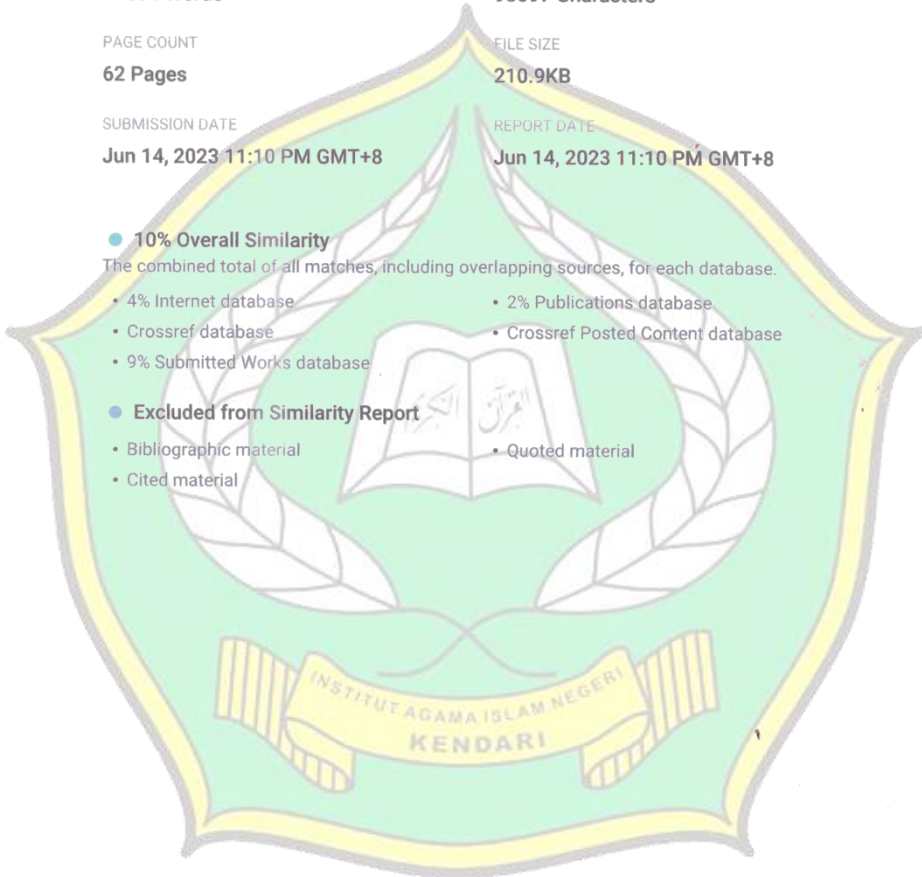 PAGE COUNT
62 Pages
FILE SIZE
210.9KB
SUBMISSION DATE
Jun 14, 2023 11:10 PM GMT+8
REPORT DATE
Jun 14, 2023 11:10 PM GMT+8
● 10% Overall Similarity
The combined total of all matches, including overlapping sources, for each database.
• 4% Internet database
• 2% Publications database
• Crossref database
• Crossref Posted Content database
• 9% Submitted Works database
● Excluded from Similarity Report
• Bibliographic material
• Quoted material
• Cited material
القرآن الكريم
INSTITUT AGAMA ISLAM NEGERI
KENDARI